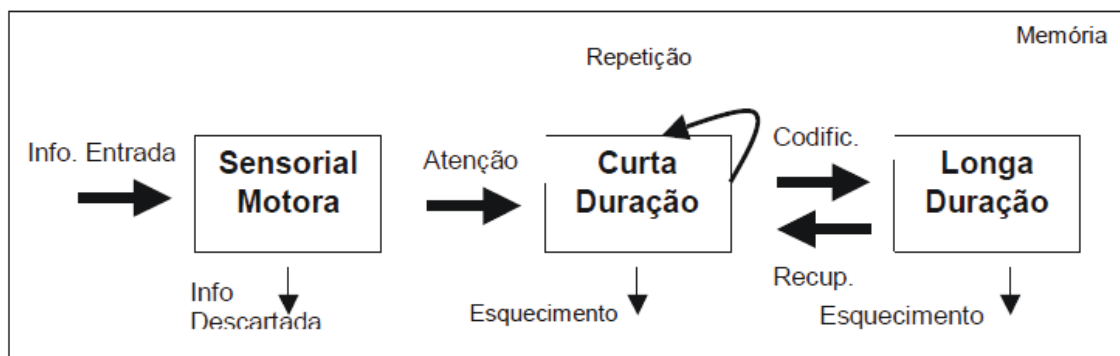 Memória
Repetição
Info. Entrada
Sensorial
Motora
Atenção
Curta
Duração
Codific.
Longa
Duração
Recup.
Info
Descartada
Esquecimento
Esquecimento